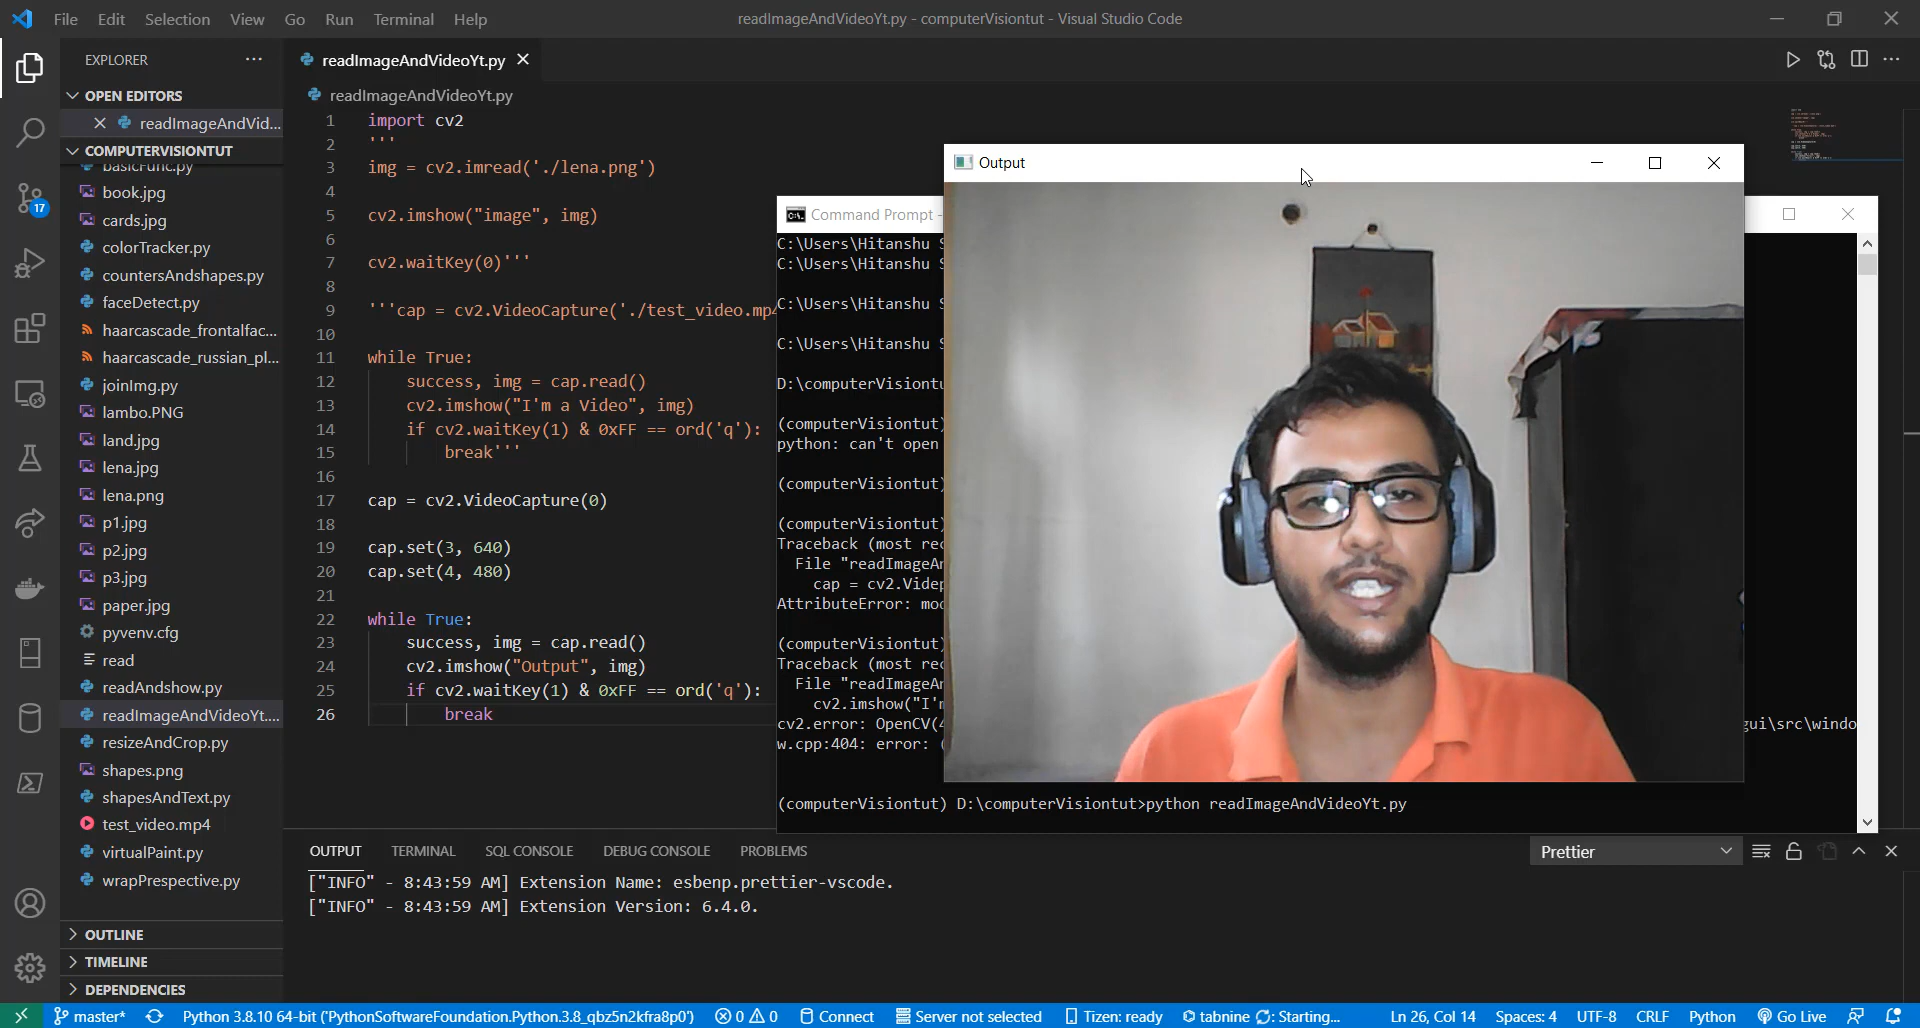 File Edit Selection View Go Run Terminal Help
readImageAndVideoYt.py - computerVisiontut - Visual Studio Code
EXPLORER
OPEN EDITORS
readImageAndVid...
COMPUTERVISIONTUT
basicFunc.py
book.jpg
cards.jpg
colorTracker.py
countersAndshapes.py
faceDetect.py
haarcascade_frontalfac...
haarcascade_russian_pl...
joinImg.py
lambo.PNG
land.jpg
lena.jpg
lena.png
p1.jpg
p2.jpg
p3.jpg
paper.jpg
pyvenv.cfg
read
readAndshow.py
readImageAndVideoYt....
resizeAndCrop.py
shapes.png
shapesAndText.py
test_video.mp4
virtualPaint.py
wrapPrespective.py
OUTLINE
TIMELINE
DEPENDENCIES
17
readImageAndVideoYt.py
readImageAndVideoYt.py
1 import cv2
2 '''
3 img = cv2.imread('./lena.png')
4
5 cv2.imshow("image", img)
6
7 cv2.waitKey(0)'''
8
9 '''cap = cv2.VideoCapture('./test_video.mp4
10
11 while True:
12 success, img = cap.read()
13 cv2.imshow("I'm a Video", img)
14 if cv2.waitKey(1) & 0xFF == ord('q'):
15 break'''
16
17 cap = cv2.VideoCapture(0)
18
19 cap.set(3, 640)
20 cap.set(4, 480)
21
22 while True:
23 success, img = cap.read()
24 cv2.imshow("Output", img)
25 if cv2.waitKey(1) & 0xFF == ord('q'):
26 break
Output
Command Prompt -
C:\Users\Hitanshu S
C:\Users\Hitanshu S
C:\Users\Hitanshu S
C:\Users\Hitanshu S
D:\computerVisiontu
(computerVisiontut)
python: can't open
(computerVisiontut)
(computerVisiontut)
Traceback (most rec
File "readImageAn
cap = cv2.Videp
AttributeError: mod
(computerVisiontut)
Traceback (most rec
File "readImageAn
cv2.imshow("I'm
cv2.error: OpenCV(4 gui\src\windo
w.cpp:404: error: (
(computerVisiontut) D:\computerVisiontut>python readImageAndVideoYt.py
OUTPUT TERMINAL SQL CONSOLE DEBUG CONSOLE PROBLEMS
Prettier
["INFO" - 8:43:59 AM] Extension Name: esbenp.prettier-vscode.
["INFO" - 8:43:59 AM] Extension Version: 6.4.0.
master* Python 3.8.10 64-bit ('PythonSoftwareFoundation.Python.3.8_qbz5n2kfra8p0') 0 0 Connect Server not selected Tizen: ready tabnine : Starting... Ln 26, Col 14 Spaces: 4 UTF-8 CRLF Python Go Live